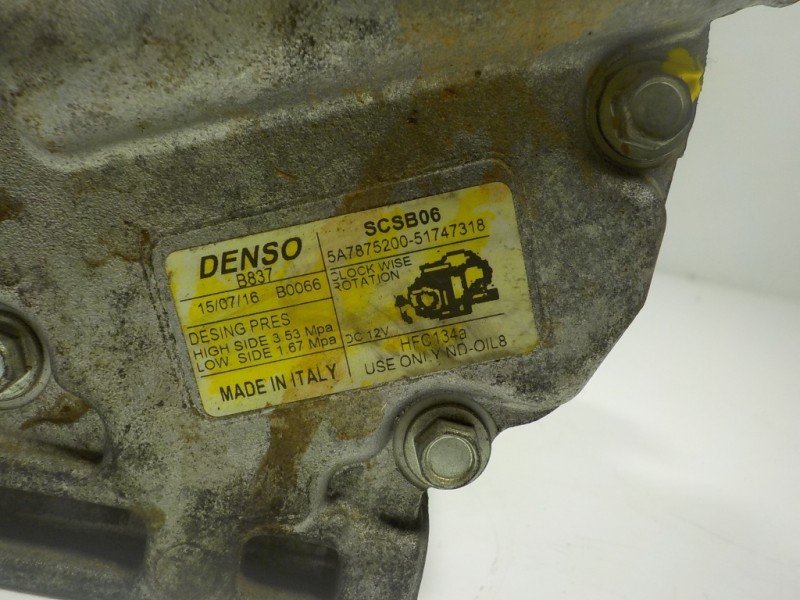 DENSO
B837
15/07/16 B0066
DESING PRES
HIGH SIDE 3.53 Mpa
LOW SIDE 1.67 Mpa
MADE IN ITALY
SCSB06
5A7875200-51747318
CLOCK WISE
ROTATION
DC 12V HFC134a
USE ONLY ND-OIL8